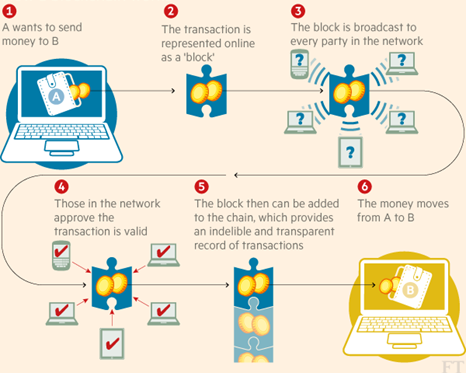 1
A wants to send
money to B
A
2
The transaction is
represented online
as a 'block'
3
The block is broadcast to
every party in the network
?
?
?
?
?
4
Those in the network
approve the
transaction is valid
5
The block then can be added
to the chain, which provides
an indelible and transparent
record of transactions
6
The money moves
from A to B
B
FT